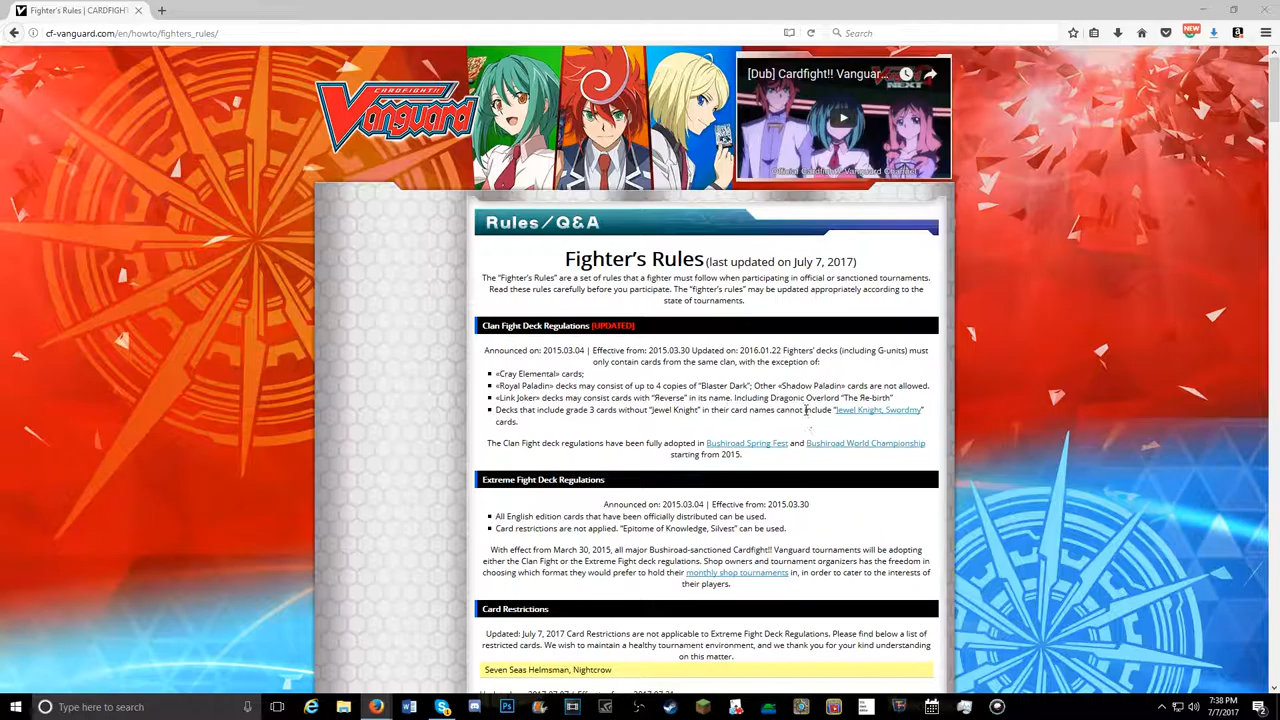 Fighter's Rules | CARDFIGHT
cf-vanguard.com/en/howto/fighters_rules/
Search
NEW
CARDFIGHT!!
Vanguard
[Dub] Cardfight!! Vanguar...
NEXT
Official Cardfight Vanguard Channel
Rules／Q&A
Fighter's Rules (last updated on July 7, 2017)
The "Fighter's Rules" are a set of rules that a fighter must follow when participating in official or sanctioned tournaments.
Read these rules carefully before you participate. The "fighter's rules" may be updated appropriately according to the
state of tournaments.
Clan Fight Deck Regulations [UPDATED]
Announced on: 2015.03.04 | Effective from: 2015.03.30 Updated on: 2016.01.22 Fighters' decks (including G-units) must
only contain cards from the same clan, with the exception of:
«Cray Elemental» cards;
«Royal Paladin» decks may consist of up to 4 copies of "Blaster Dark"; Other «Shadow Paladin» cards are not allowed.
«Link Joker» decks may consist cards with "Яeverse" in its name. Including Dragonic Overlord "The Яe-birth"
Decks that include grade 3 cards without "Jewel Knight" in their card names cannot include "Jewel Knight, Swordmy"
cards.
The Clan Fight deck regulations have been fully adopted in Bushiroad Spring Fest and Bushiroad World Championship
starting from 2015.
Extreme Fight Deck Regulations
Announced on: 2015.03.04 | Effective from: 2015.03.30
All English edition cards that have been officially distributed can be used.
Card restrictions are not applied. "Epitome of Knowledge, Silvest" can be used.
With effect from March 30, 2015, all major Bushiroad-sanctioned Cardfight!! Vanguard tournaments will be adopting
either the Clan Fight or the Extreme Fight deck regulations. Shop owners and tournament organizers has the freedom in
choosing which format they would prefer to hold their monthly shop tournaments in, in order to cater to the interests of
their players.
Card Restrictions
Updated: July 7, 2017 Card Restrictions are not applicable to Extreme Fight Deck Regulations. Please find below a list of
restricted cards. We wish to maintain a healthy tournament environment, and we thank you for your kind understanding
on this matter.
Seven Seas Helmsman, Nightcrow
Type here to search
7:38 PM
7/7/2017